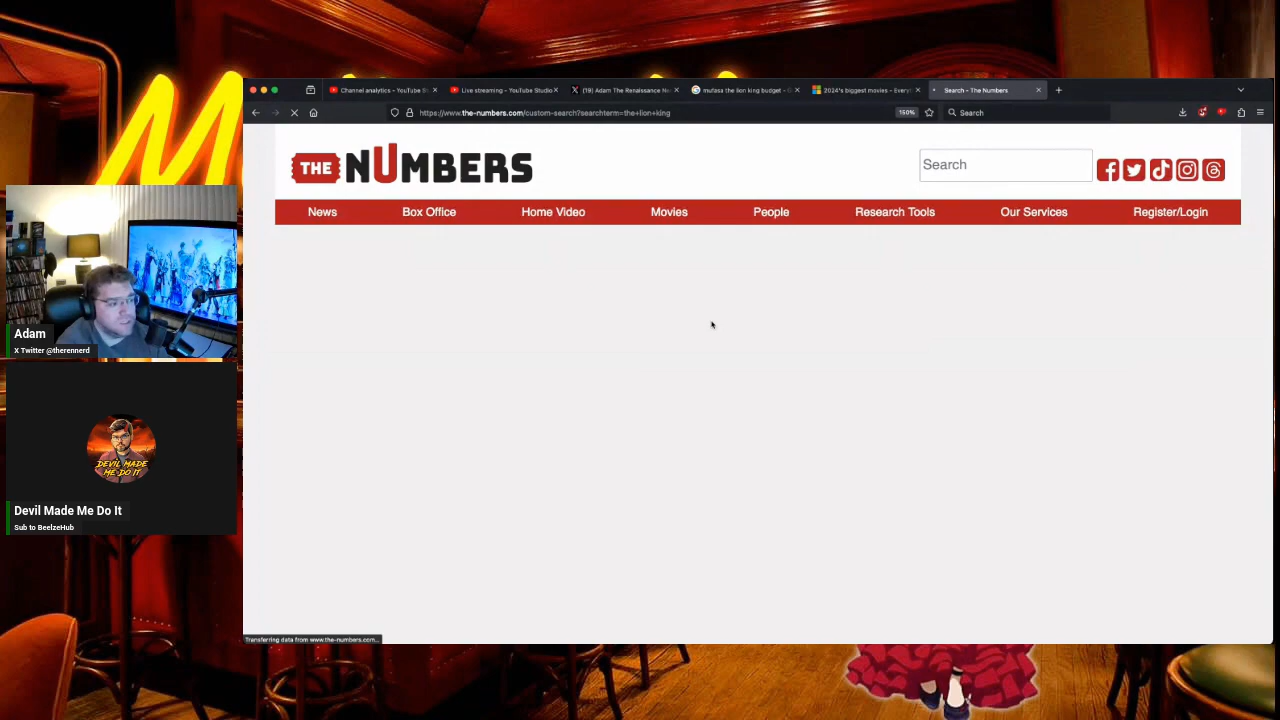 Channel analytics - YouTube S
Live streaming - YouTube Studio
(19) Adam The Renaissance Ne
mufasa the lion king budget - G
2024's biggest movies - Every
Search - The Numbers
https://www.the-numbers.com/custom-search?searchterm=the+lion+king
150%
Search
THE NUMBERS
Search
News Box Office Home Video Movies People Research Tools Our Services Register/Login
Adam
X Twitter @therennerd
DEVIL MADE
ME DO IT
Devil Made Me Do It
Sub to BeelzeHub
Transferring data from www.the-numbers.com...